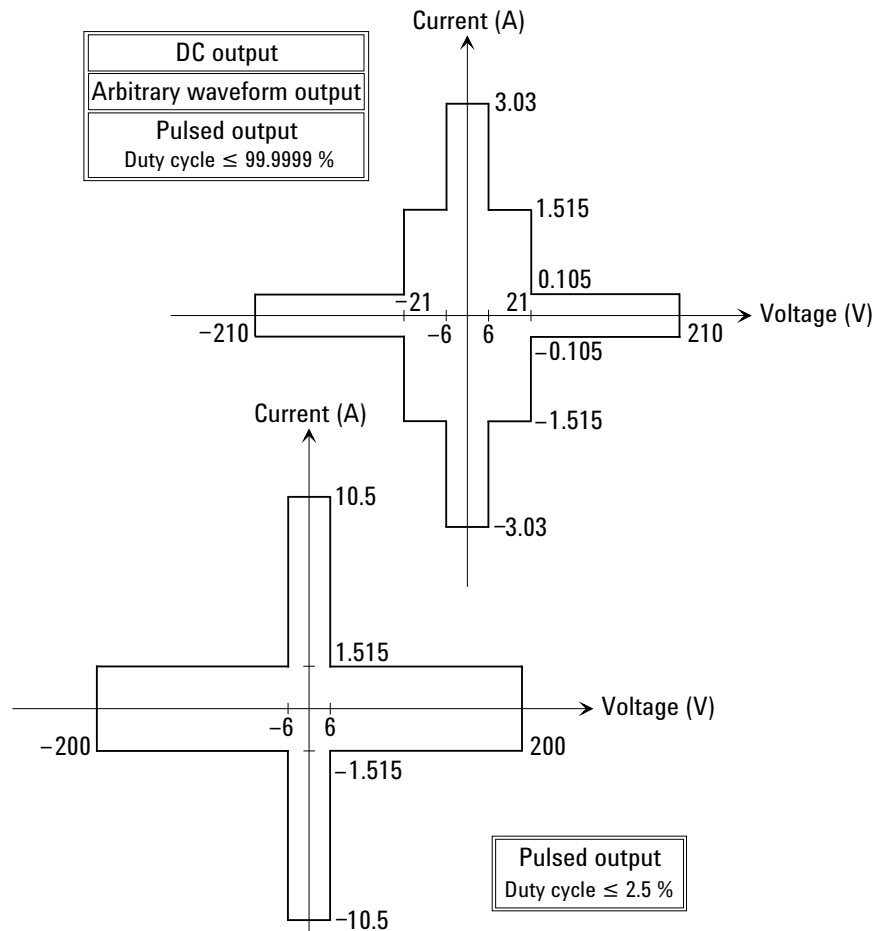 Current (A)
DC output
Arbitrary waveform output
Pulsed output
Duty cycle ≤ 99.9999 %
3.03
1.515
0.105
−21
21
Voltage (V)
−210
−6
6
210
−0.105
−1.515
−3.03
Current (A)
10.5
1.515
Voltage (V)
−6
6
−200
200
−1.515
−10.5
Pulsed output
Duty cycle ≤ 2.5 %